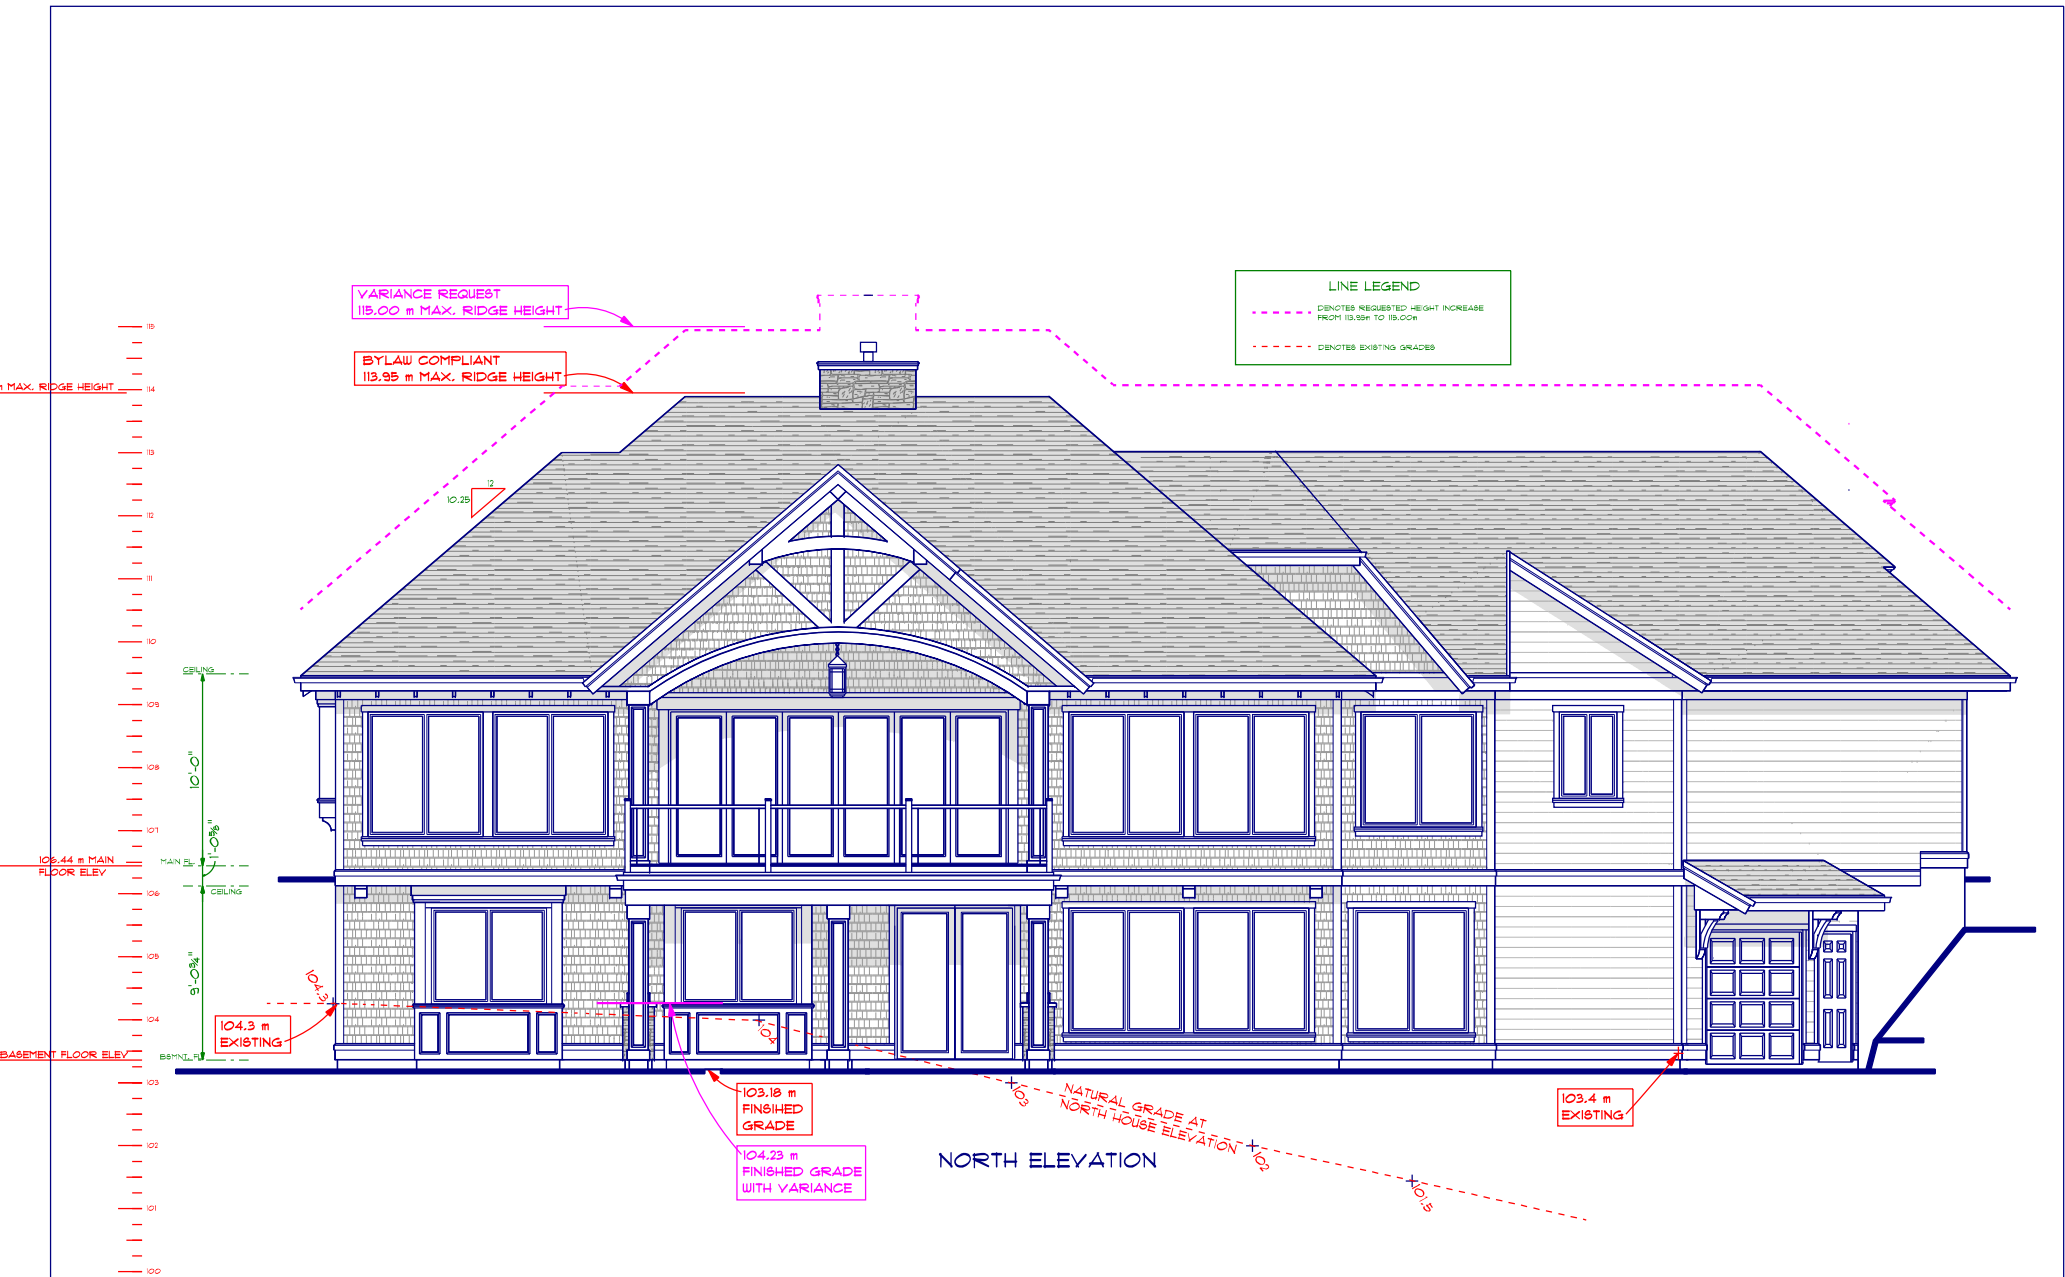 VARIANCE REQUEST
115.00 m MAX. RIDGE HEIGHT
BYLAW COMPLIANT
113.95 m MAX. RIDGE HEIGHT
LINE LEGEND
DENOTES REQUESTED HEIGHT INCREASE
FROM 113.95m TO 115.00m
DENOTES EXISTING GRADES
m MAX. RIDGE HEIGHT
115
114
113
112
111
110
109
108
107
106
105
104
103
102
101
100
12
10.25
CEILING
10'-0"
1'-0⅝"
106.44 m MAIN
FLOOR ELEV
MAIN FL
CEILING
9'-0¾"
BASEMENT FLOOR ELEV
BSMNT. FL
104.3
104.3 m
EXISTING
104
103
102
101.5
NATURAL GRADE AT
NORTH HOUSE ELEVATION
103.18 m
FINSIHED
GRADE
104.23 m
FINISHED GRADE
WITH VARIANCE
103.4 m
EXISTING
NORTH ELEVATION